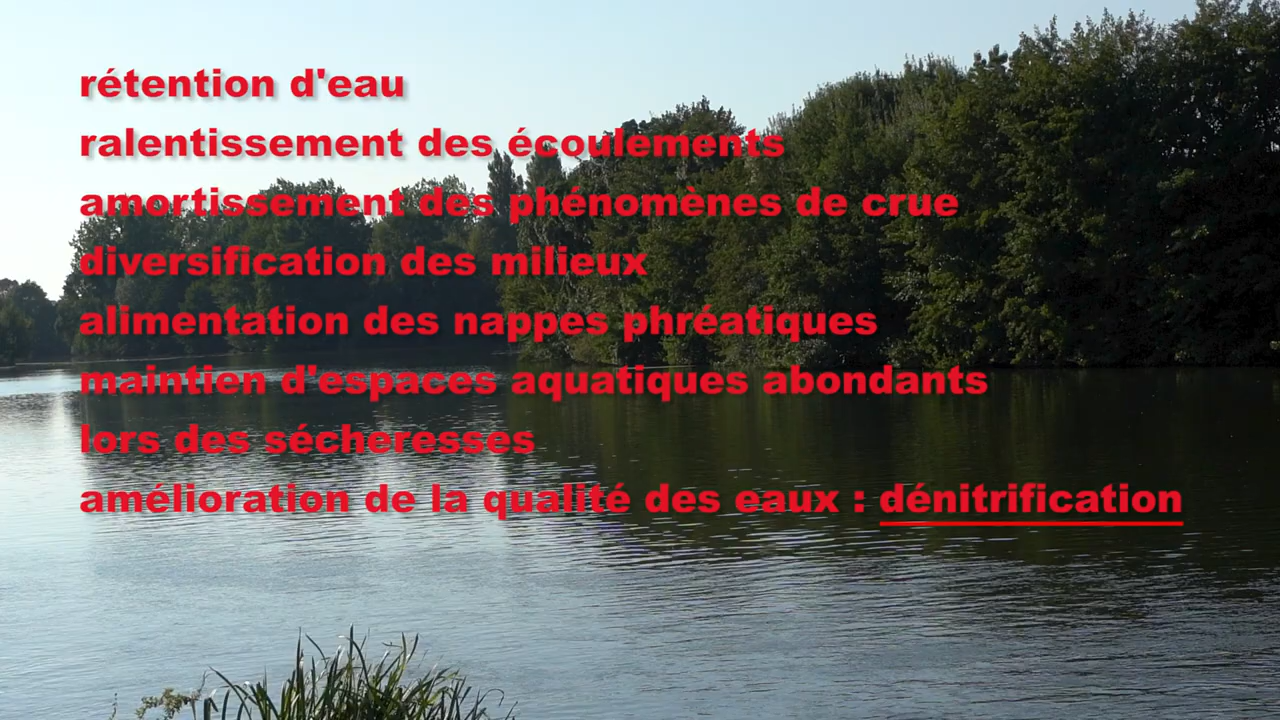 rétention d'eau
ralentissement des écoulements
amortissement des phénomènes de crue
diversification des milieux
alimentation des nappes phréatiques
maintien d'espaces aquatiques abondants
lors des sécheresses
amélioration de la qualité des eaux : dénitrification